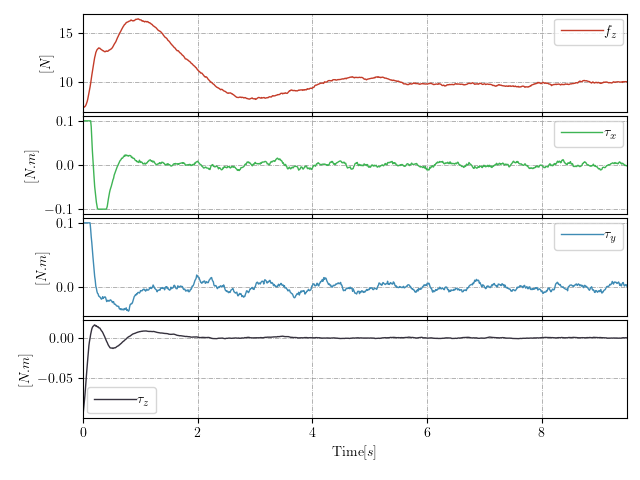 15
10
[N]
f_z
0.1
0.0
−0.1
[N.m]
τ_x
0.1
0.0
[N.m]
τ_y
0.00
−0.05
[N.m]
τ_z
0 2 4 6 8
Time[s]